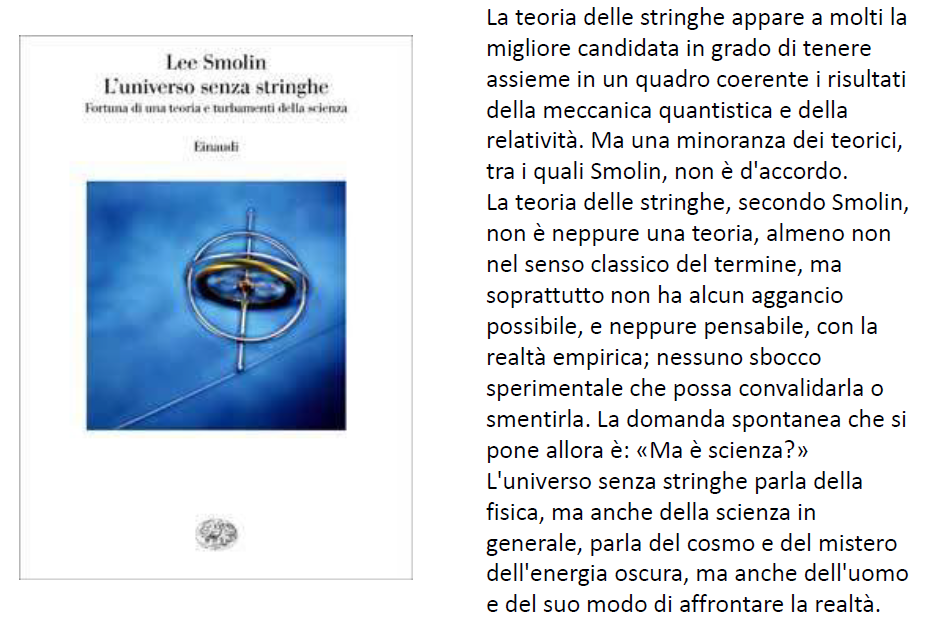 Lee Smolin
L'universo senza stringhe
Fortuna di una teoria e turbamenti della scienza
Einaudi
La teoria delle stringhe appare a molti la
migliore candidata in grado di tenere
assieme in un quadro coerente i risultati
della meccanica quantistica e della
relatività. Ma una minoranza dei teorici,
tra i quali Smolin, non è d'accordo.
La teoria delle stringhe, secondo Smolin,
non è neppure una teoria, almeno non
nel senso classico del termine, ma
soprattutto non ha alcun aggancio
possibile, e neppure pensabile, con la
realtà empirica; nessuno sbocco
sperimentale che possa convalidarla o
smentirla. La domanda spontanea che si
pone allora è: «Ma è scienza?»
L'universo senza stringhe parla della
fisica, ma anche della scienza in
generale, parla del cosmo e del mistero
dell'energia oscura, ma anche dell'uomo
e del suo modo di affrontare la realtà.